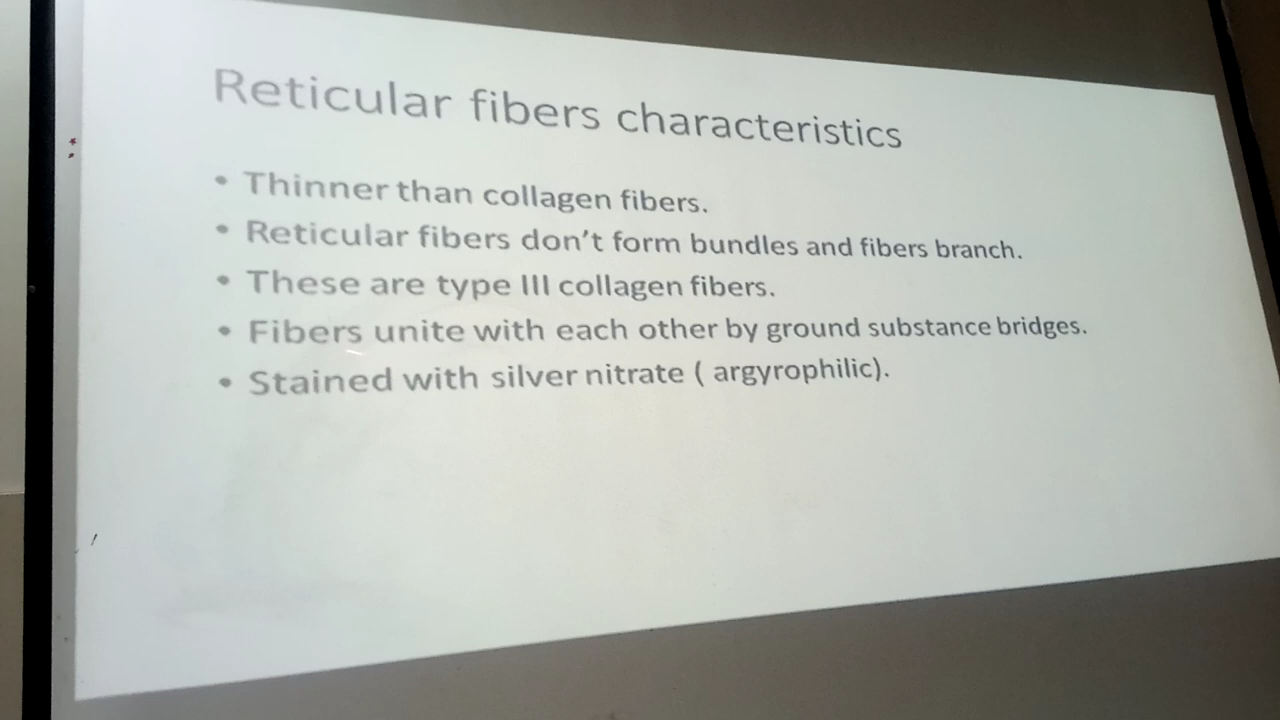 Reticular fibers characteristics
• Thinner than collagen fibers.
• Reticular fibers don't form bundles and fibers branch.
• These are type III collagen fibers.
• Fibers unite with each other by ground substance bridges.
• Stained with silver nitrate ( argyrophilic).